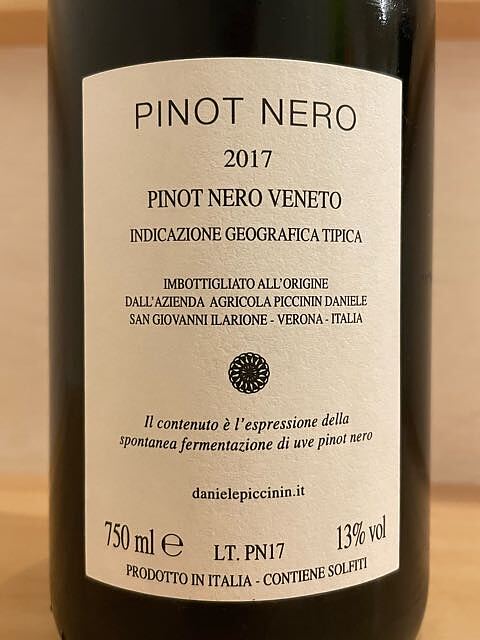 PINOT NERO
2017
PINOT NERO VENETO
INDICAZIONE GEOGRAFICA TIPICA
IMBOTTIGLIATO ALL'ORIGINE
DALL'AZIENDA AGRICOLA PICCININ DANIELE
SAN GIOVANNI ILARIONE - VERONA - ITALIA
Il contenuto è l'espressione della
spontanea fermentazione di uve pinot nero
danielepiccinin.it
750 ml ℮ LT. PN17 13% vol
PRODOTTO IN ITALIA - CONTIENE SOLFITI